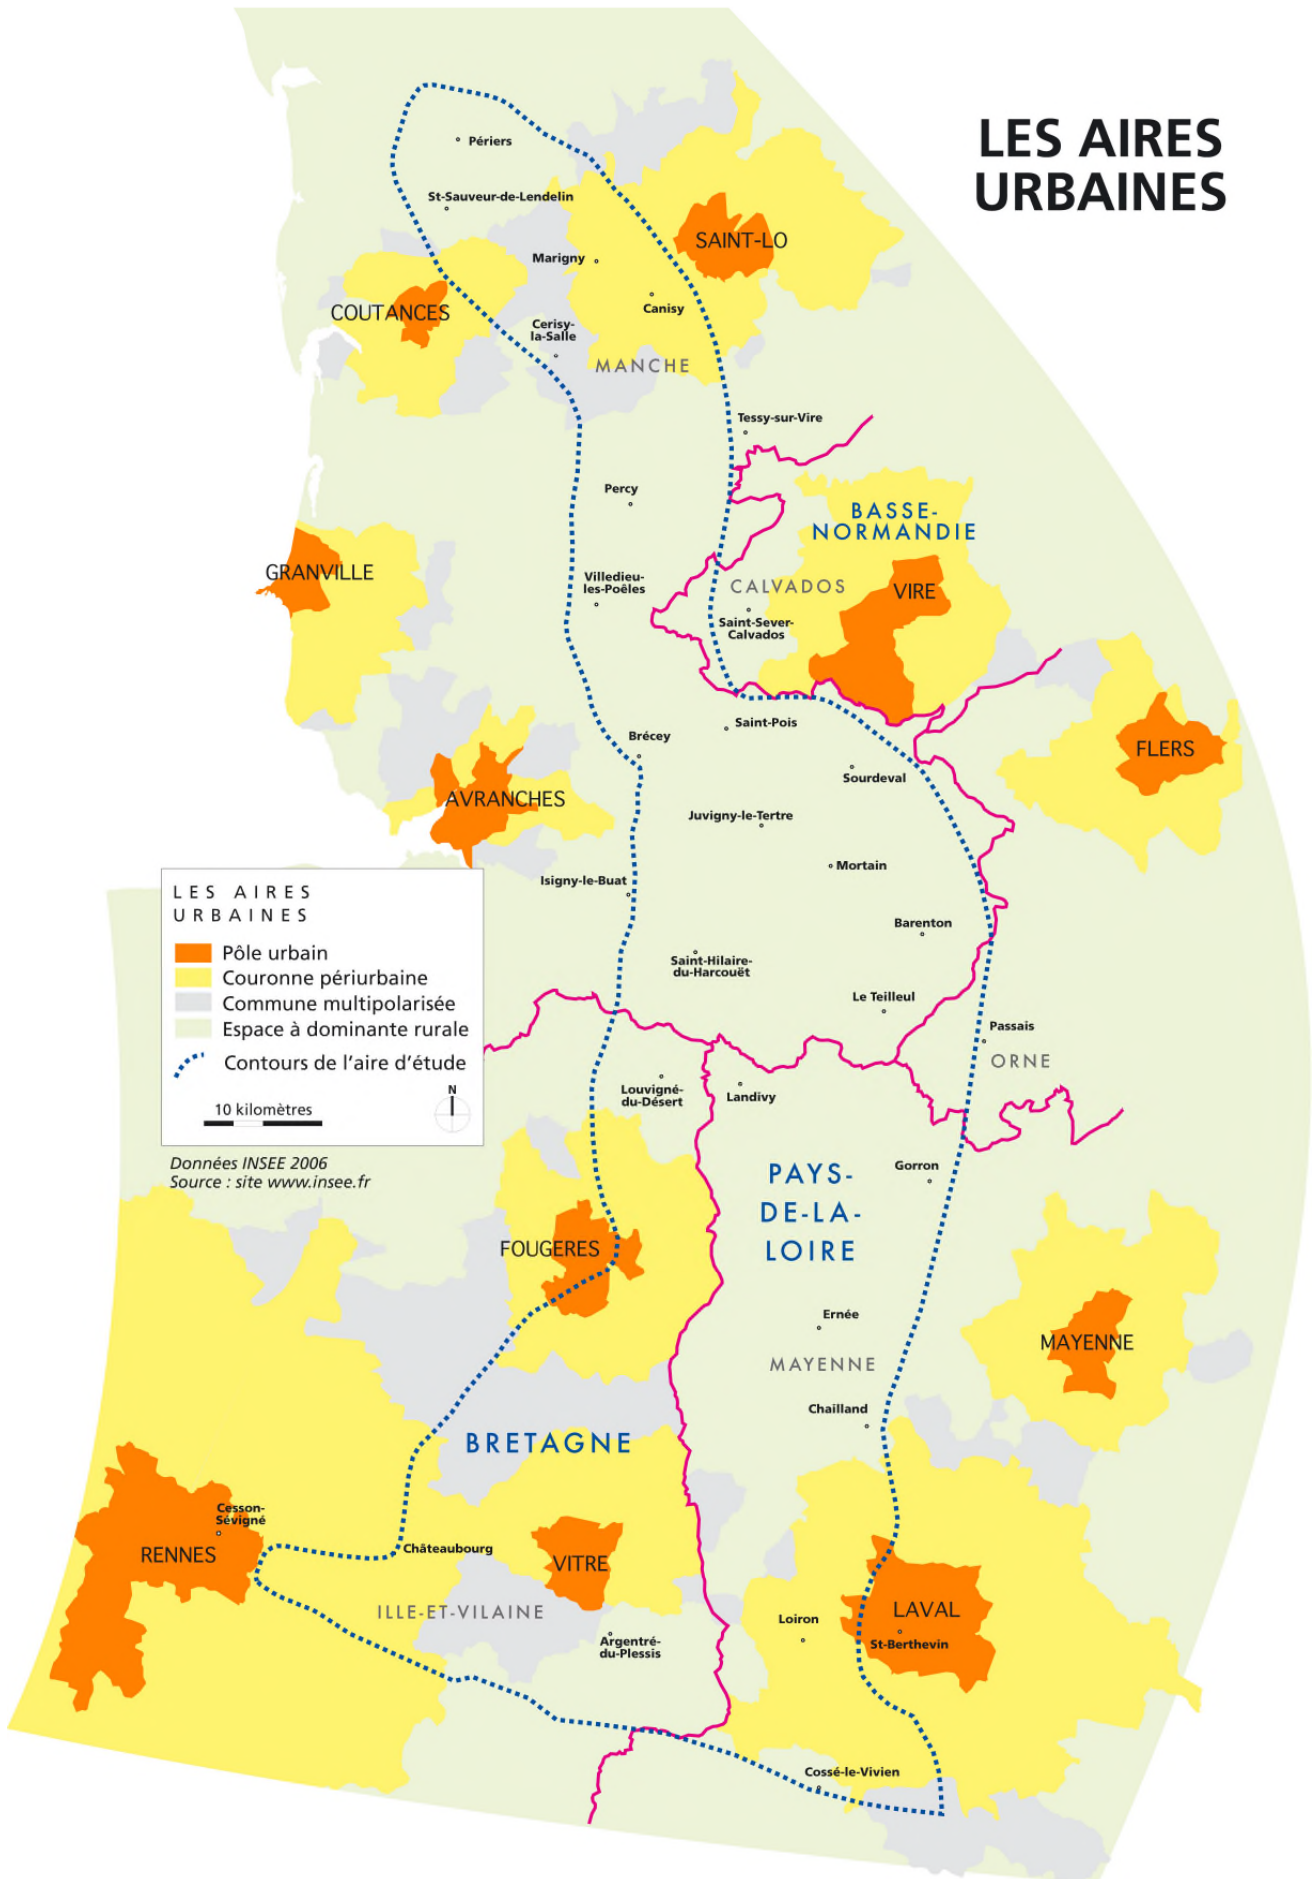 LES AIRES
URBAINES
Périers
St-Sauveur-de-Lendelin
SAINT-LO
Marigny
Canisy
COUTANCES
Cerisy-
la-Salle
MANCHE
Tessy-sur-Vire
Percy
BASSE-
NORMANDIE
GRANVILLE
Villedieu-
les-Poêles
CALVADOS
VIRE
Saint-Sever-
Calvados
Saint-Pois
Brécey
FLERS
Sourdeval
AVRANCHES
Juvigny-le-Tertre
Mortain
Isigny-le-Buat
Barenton
Saint-Hilaire-
du-Harcouët
Le Teilleul
Passais
ORNE
LES AIRES
URBAINES
Pôle urbain
Couronne périurbaine
Commune multipolarisée
Espace à dominante rurale
Contours de l'aire d'étude
10 kilomètres
N
Données INSEE 2006
Source : site www.insee.fr
Louvigné-
du-Désert
Landivy
Gorron
PAYS-
DE-LA-
LOIRE
FOUGERES
Ernée
MAYENNE
MAYENNE
Chailland
BRETAGNE
Cesson-
Sévigné
RENNES
Châteaubourg
VITRE
ILLE-ET-VILAINE
Argentré-
du-Plessis
Loiron
LAVAL
St-Berthevin
Cossé-le-Vivien